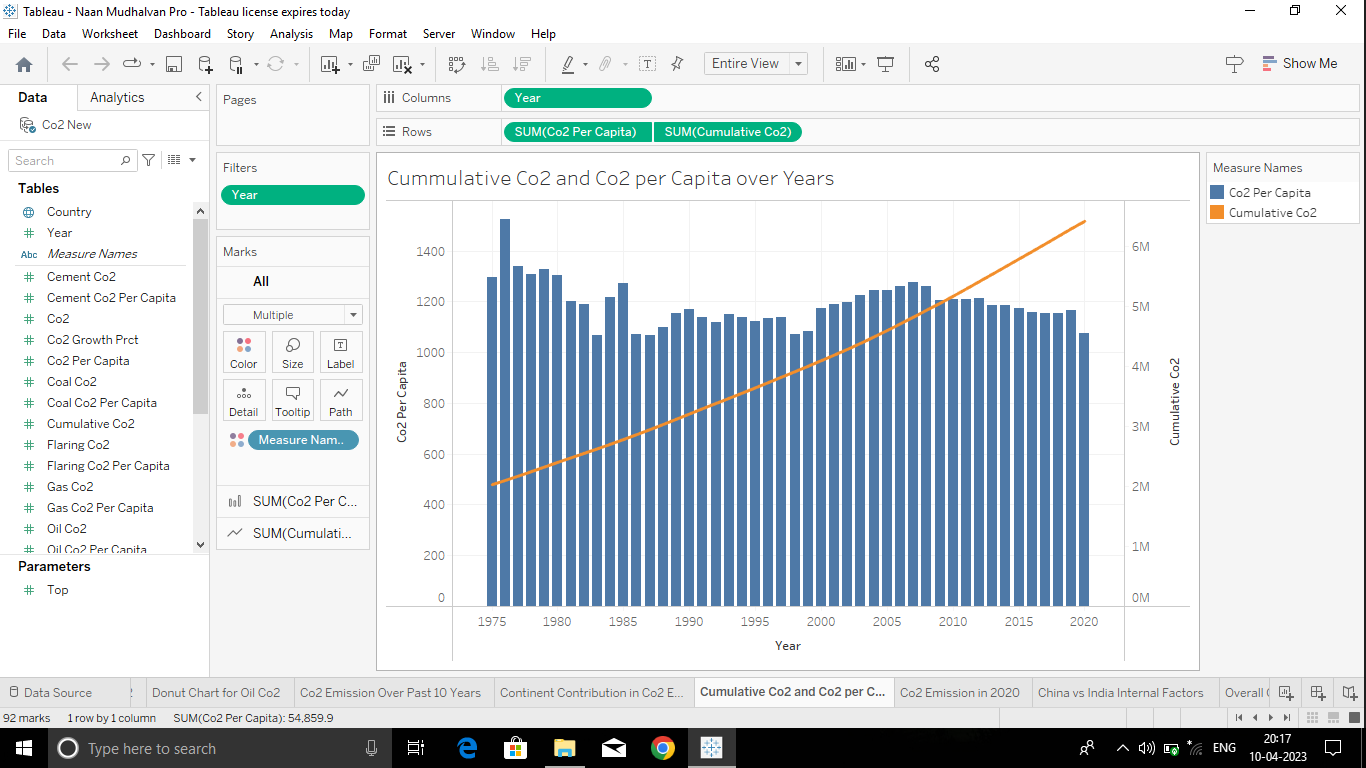 Tableau - Naan Mudhalvan Pro - Tableau license expires today
File Data Worksheet Dashboard Story Analysis Map Format Server Window Help
Entire View
Show Me
Data Analytics
Co2 New
Search
Tables
Country
Year
Abc Measure Names
Cement Co2
Cement Co2 Per Capita
Co2
Co2 Growth Prct
Co2 Per Capita
Coal Co2
Coal Co2 Per Capita
Cumulative Co2
Flaring Co2
Flaring Co2 Per Capita
Gas Co2
Gas Co2 Per Capita
Oil Co2
Oil Co2 Per Capita
Parameters
Top
Pages
Filters
Year
Marks
All
Multiple
Color Size Label
Detail Tooltip Path
Measure Nam..
SUM(Co2 Per C...
SUM(Cumulati...
Columns Year
Rows SUM(Co2 Per Capita) SUM(Cumulative Co2)
Cummulative Co2 and Co2 per Capita over Years
Co2 Per Capita
1400
1200
1000
800
600
400
200
0
Cumulative Co2
6M
5M
4M
3M
2M
1M
0M
1975 1980 1985 1990 1995 2000 2005 2010 2015 2020
Year
Measure Names
Co2 Per Capita
Cumulative Co2
Data Source Donut Chart for Oil Co2 Co2 Emission Over Past 10 Years Continent Contribution in Co2 E... Cumulative Co2 and Co2 per C... Co2 Emission in 2020 China vs India Internal Factors Overall
92 marks 1 row by 1 column SUM(Co2 Per Capita): 54,859.9
Type here to search
ENG
20:17
10-04-2023